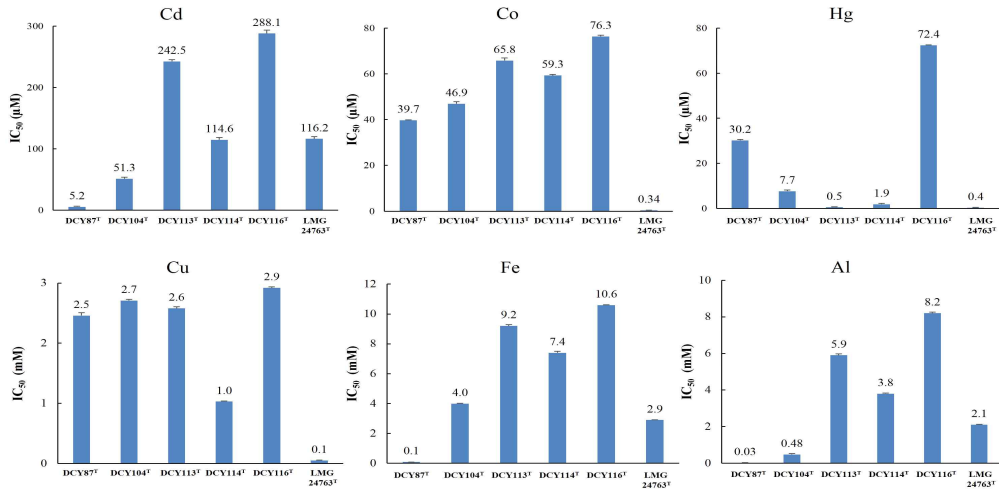 Cd
IC50 (µM)
300
200
100
0
5.2
51.3
242.5
114.6
288.1
116.2
DCY87ᵀ DCY104ᵀ DCY113ᵀ DCY114ᵀ DCY116ᵀ LMG
24763ᵀ
Co
IC50 (µM)
80
60
40
20
0
39.7
46.9
65.8
59.3
76.3
0.34
DCY87ᵀ DCY104ᵀ DCY113ᵀ DCY114ᵀ DCY116ᵀ LMG
24763ᵀ
Hg
IC50 (µM)
80
60
40
20
0
30.2
7.7
0.5
1.9
72.4
0.4
DCY87ᵀ DCY104ᵀ DCY113ᵀ DCY114ᵀ DCY116ᵀ LMG
24763ᵀ
Cu
IC50 (mM)
3
2
1
0
2.5
2.7
2.6
1.0
2.9
0.1
DCY87ᵀ DCY104ᵀ DCY113ᵀ DCY114ᵀ DCY116ᵀ LMG
24763ᵀ
Fe
IC50 (mM)
12
10
8
6
4
2
0
0.1
4.0
9.2
7.4
10.6
2.9
DCY87ᵀ DCY104ᵀ DCY113ᵀ DCY114ᵀ DCY116ᵀ LMG
24763ᵀ
Al
IC50 (mM)
10
8
6
4
2
0
0.03
0.48
5.9
3.8
8.2
2.1
DCY87ᵀ DCY104ᵀ DCY113ᵀ DCY114ᵀ DCY116ᵀ LMG
24763ᵀ